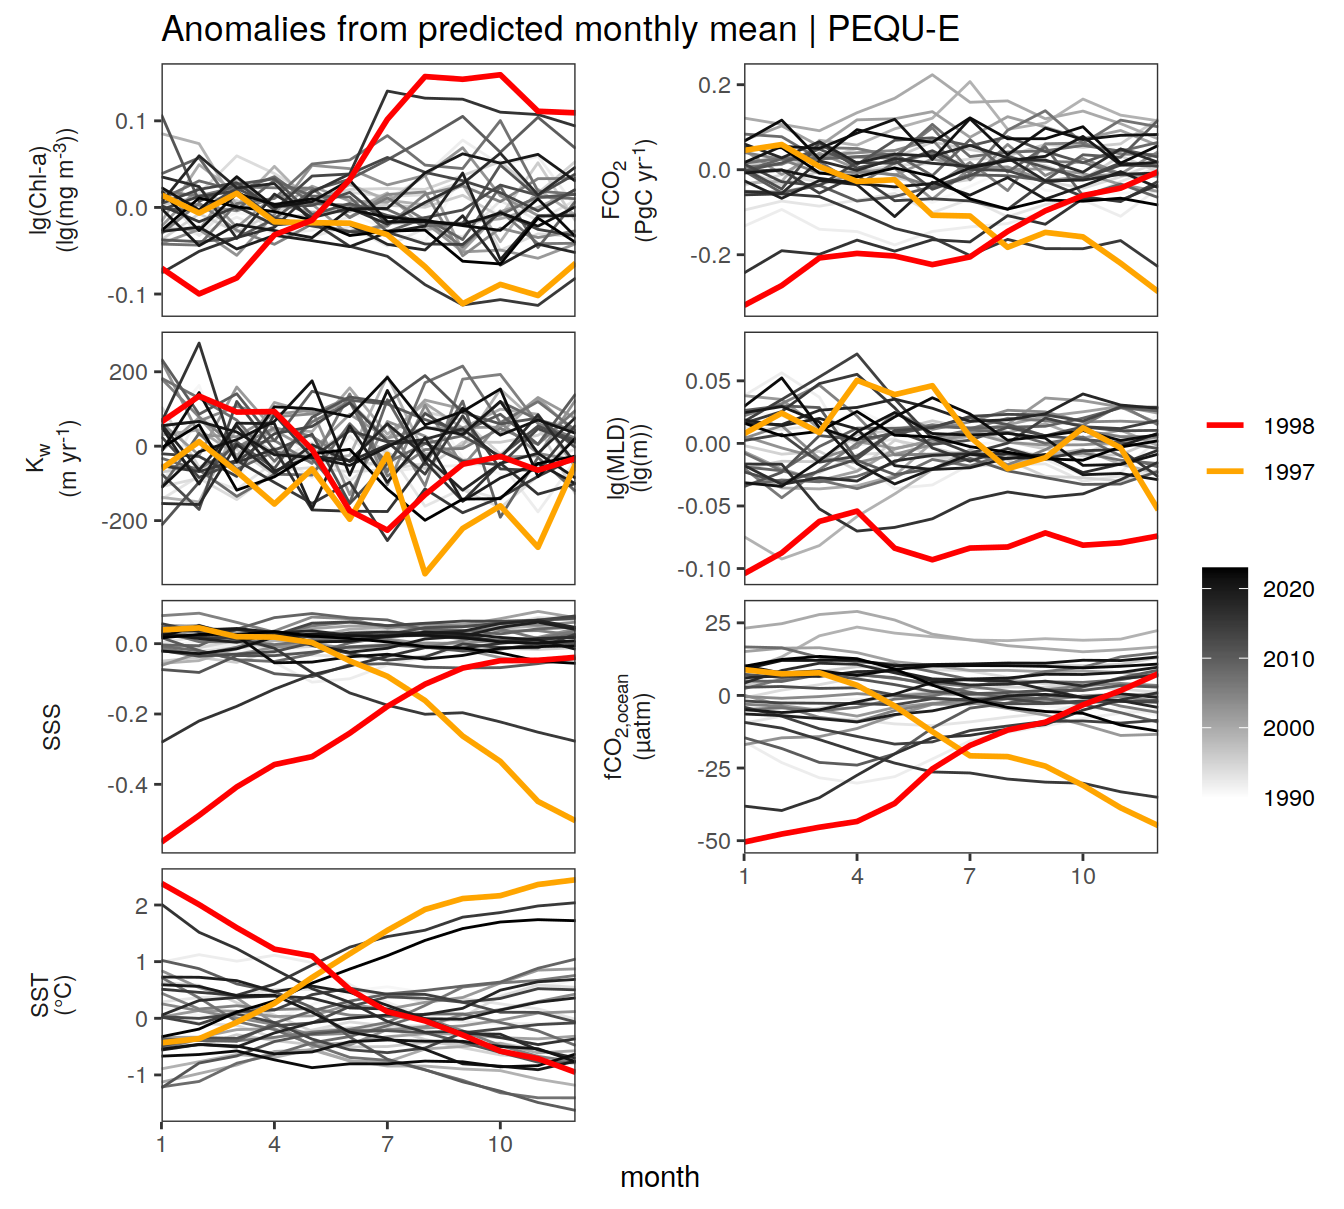 Anomalies from predicted monthly mean | PEQU-E
lg(Chl-a)
(lg(mg m⁻³))
0.1
0.0
-0.1
FCO₂
(PgC yr⁻¹)
0.2
0.0
-0.2
K_w
(m yr⁻¹)
200
0
-200
lg(MLD)
(lg(m))
0.05
0.00
-0.05
-0.10
SSS
0.0
-0.2
-0.4
fCO₂,ocean
(µatm)
25
0
-25
-50
1 4 7 10
SST
(°C)
2
1
0
-1
1 4 7 10
month
1998
1997
2020
2010
2000
1990